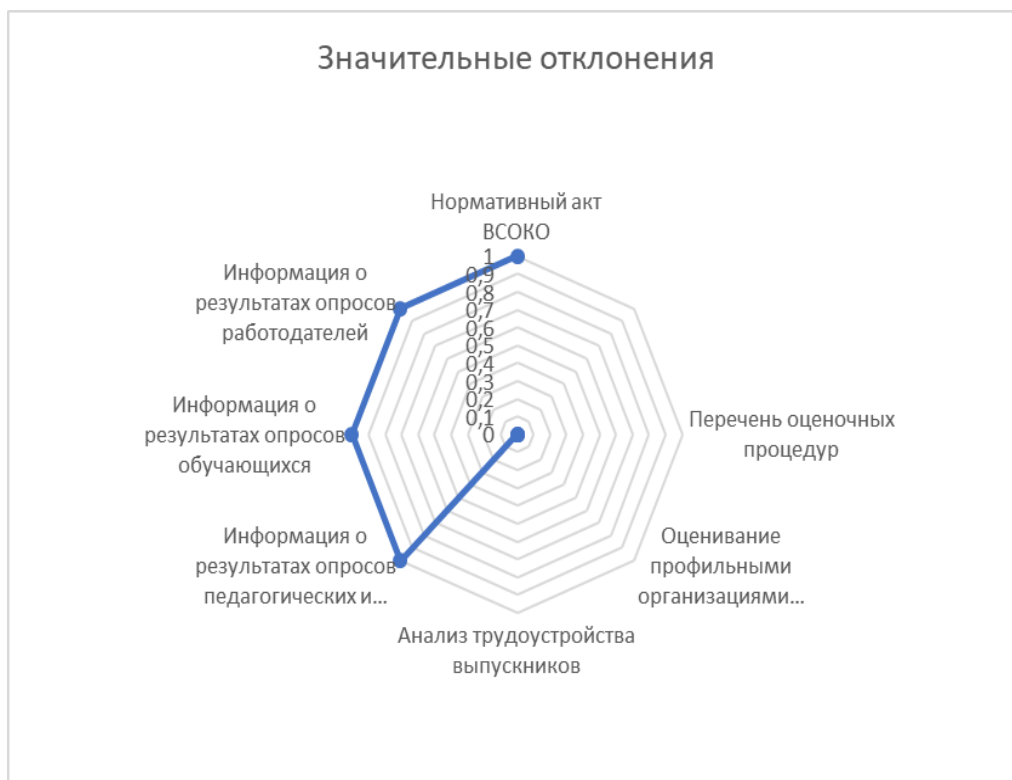 Значительные отклонения
Нормативный акт
ВСОКО
1
0,9
0,8
0,7
0,6
0,5
0,4
0,3
0,2
0,1
0
Информация о
результатах опросов
работодателей
Информация о
результатах опросов
обучающихся
Перечень оценочных
процедур
Информация о
результатах опросов
педагогических и...
Оценивание
профильными
организациями...
Анализ трудоустройства
выпускников